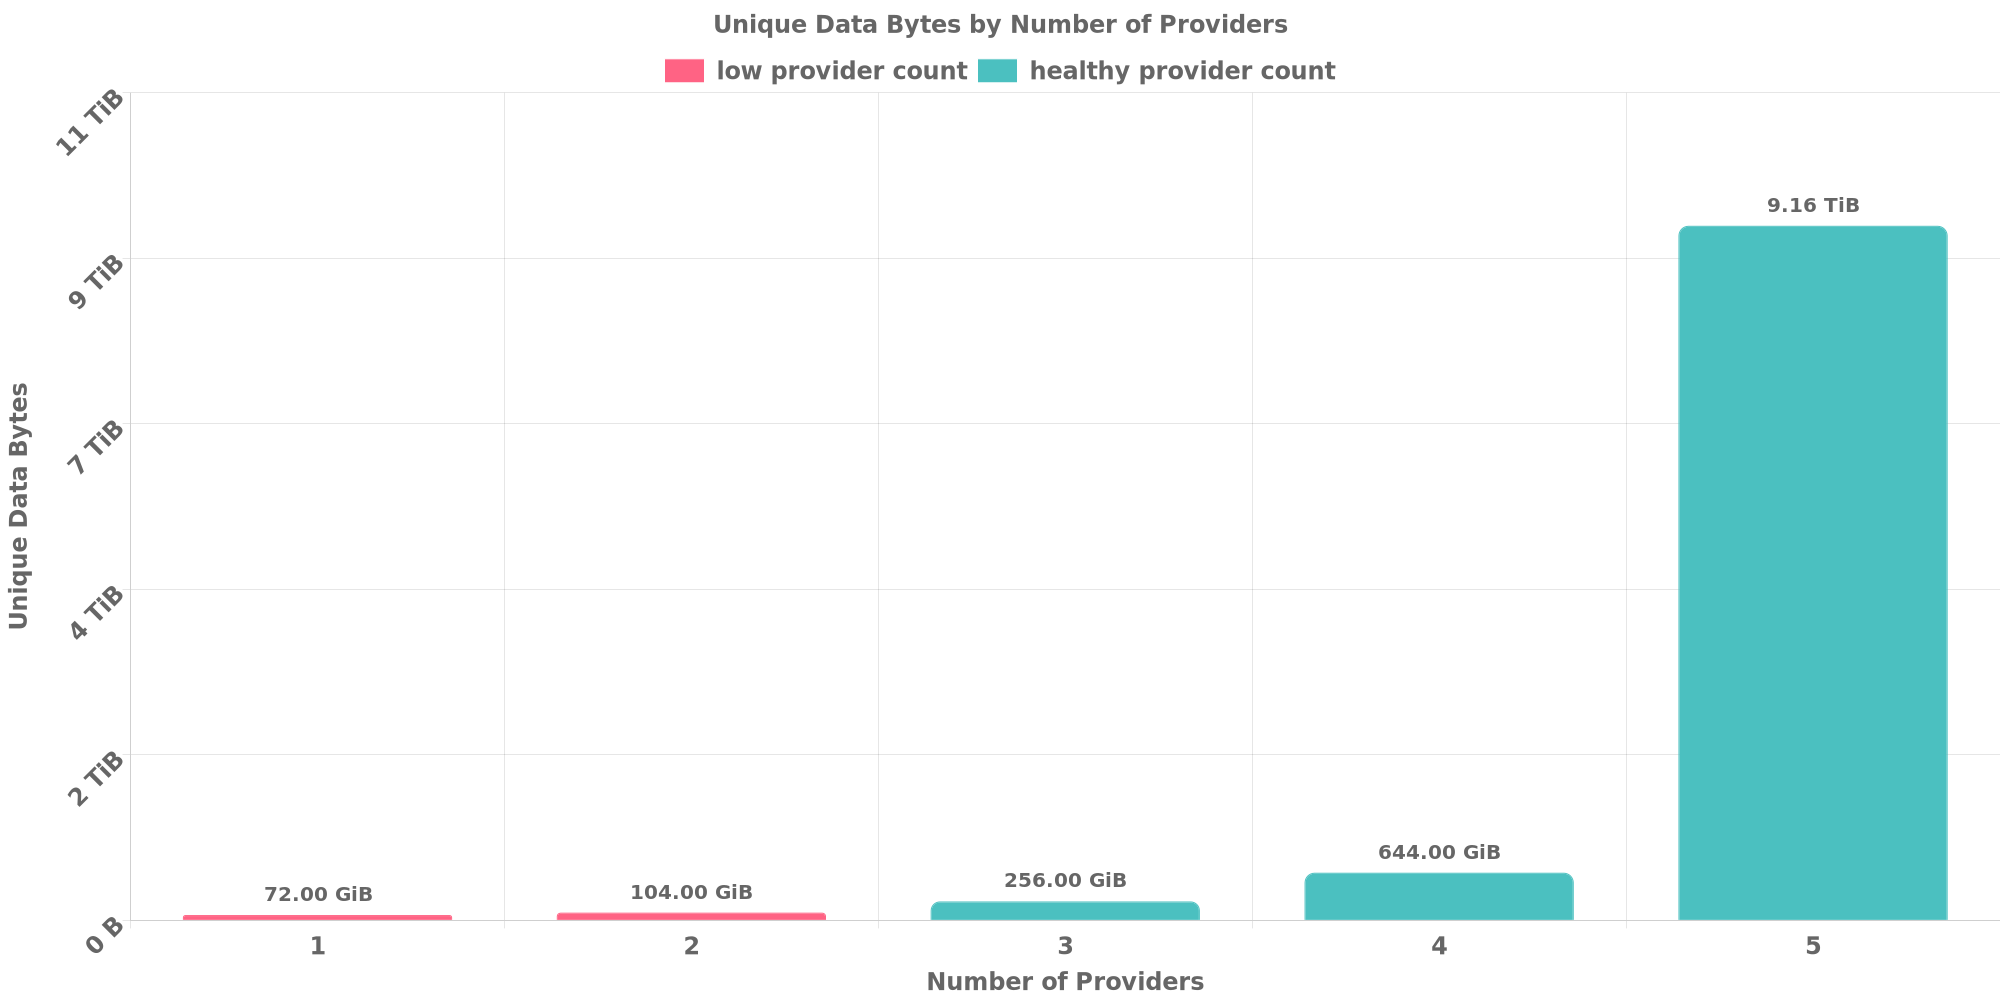 Unique Data Bytes by Number of Providers
low provider count healthy provider count
11 TiB
9 TiB
7 TiB
4 TiB
2 TiB
0 B
Unique Data Bytes
72.00 GiB
104.00 GiB
256.00 GiB
644.00 GiB
9.16 TiB
1 2 3 4 5
Number of Providers